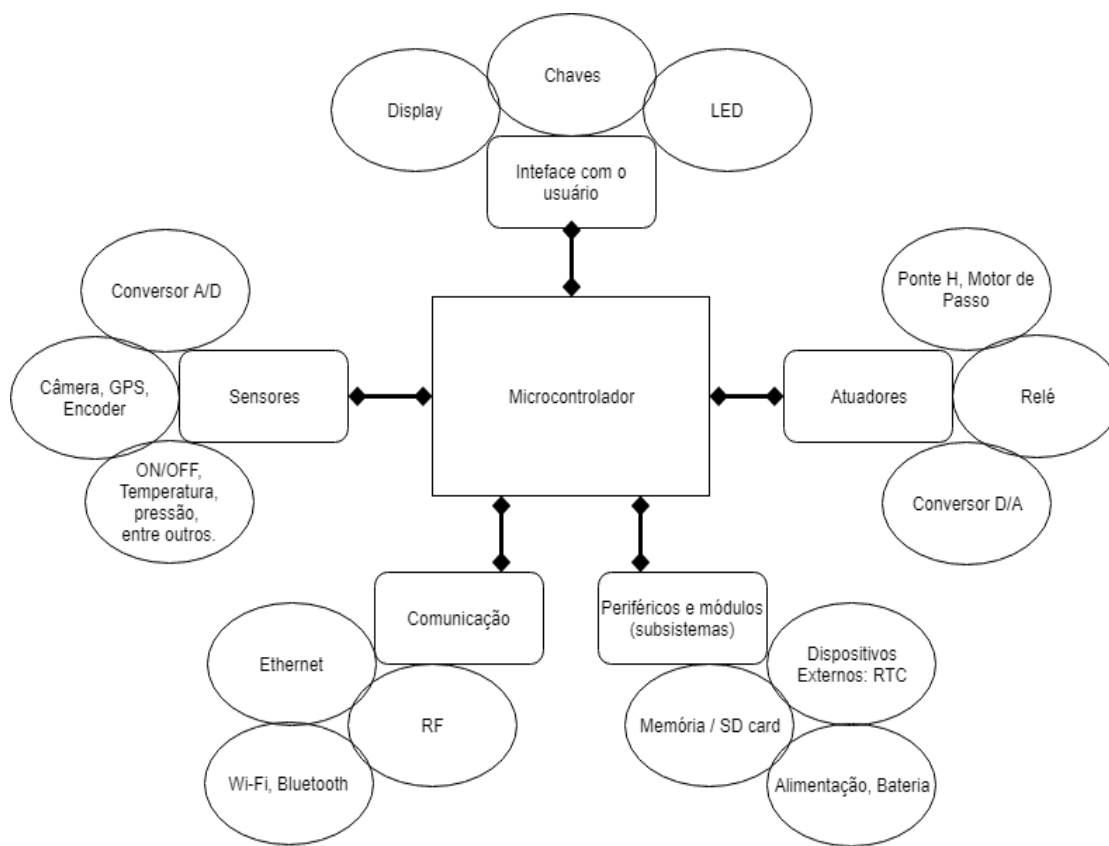 Chaves
Display
LED
Inteface com o
usuário
Conversor A/D
Câmera, GPS,
Encoder
Sensores
ON/OFF,
Temperatura,
pressão,
entre outros.
Microcontrolador
Ponte H, Motor de
Passo
Atuadores
Relé
Conversor D/A
Comunicação
Ethernet
RF
Wi-Fi, Bluetooth
Periféricos e módulos
(subsistemas)
Dispositivos
Externos: RTC
Memória / SD card
Alimentação, Bateria